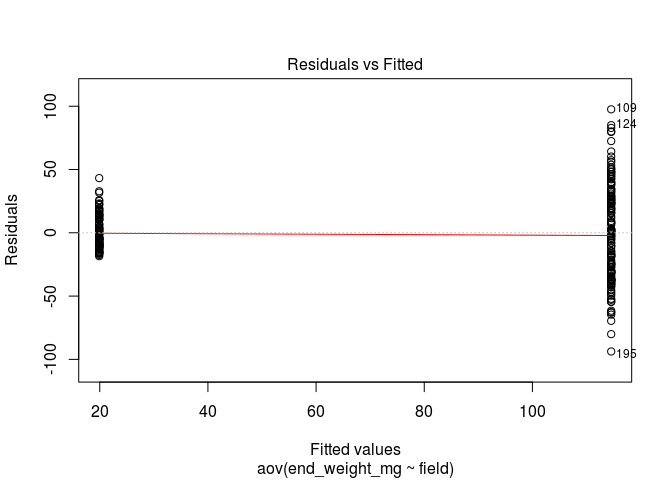 Residuals vs Fitted
109
124
195
100
50
0
-50
-100
Residuals
20 40 60 80 100
Fitted values
aov(end_weight_mg ~ field)